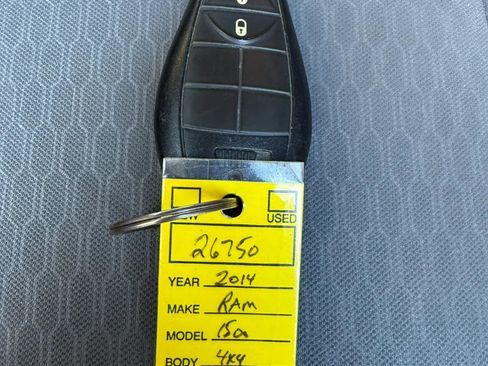 USED
26750
YEAR 2014
MAKE RAM
MODEL 1500
BODY 4x4